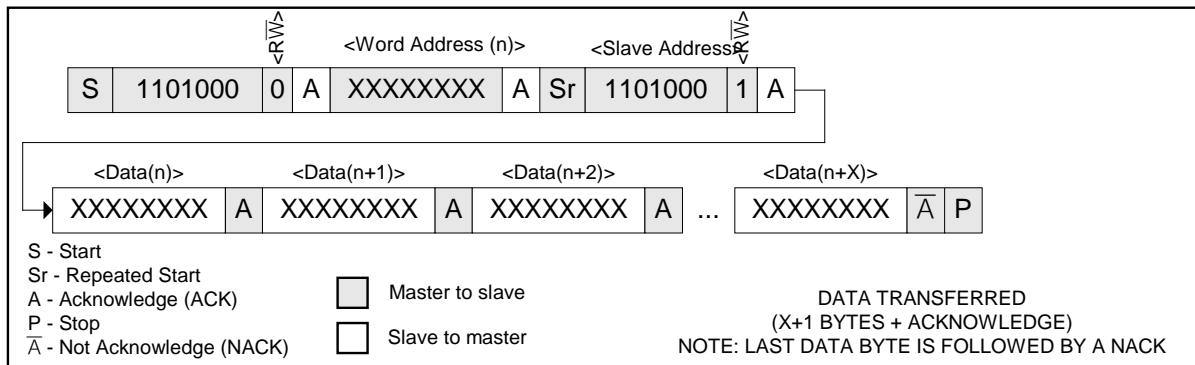 <RW̅> <Word Address (n)> <Slave Address> <RW̅>
S 1101000 0 A XXXXXXXX A Sr 1101000 1 A
<Data(n)> <Data(n+1)> <Data(n+2)> <Data(n+X)>
XXXXXXXX A XXXXXXXX A XXXXXXXX A ... XXXXXXXX A̅ P
S - Start
Sr - Repeated Start
A - Acknowledge (ACK)
P - Stop
A̅ - Not Acknowledge (NACK)
Master to slave
Slave to master
DATA TRANSFERRED
(X+1 BYTES + ACKNOWLEDGE)
NOTE: LAST DATA BYTE IS FOLLOWED BY A NACK